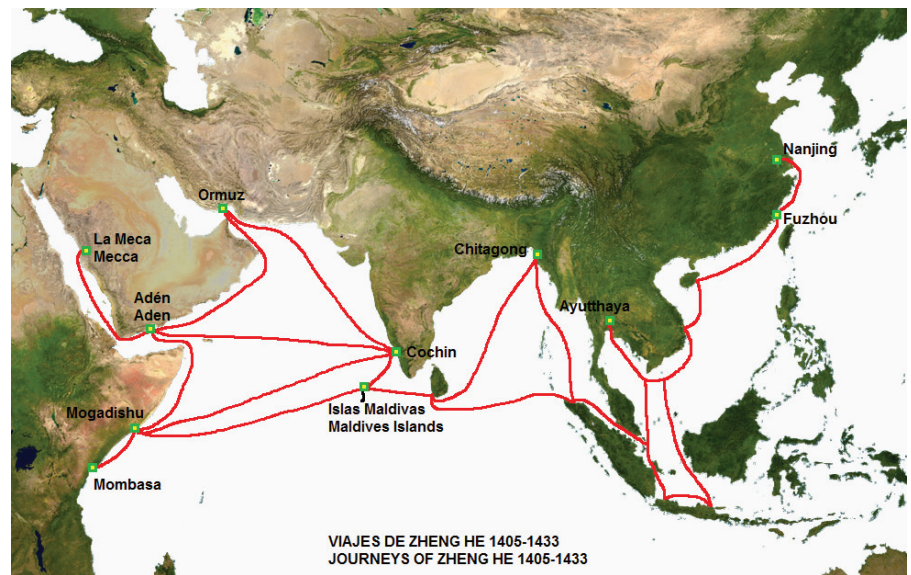 Nanjing
Ormuz
Fuzhou
La Meca
Mecca
Chitagong
Adén
Aden
Ayutthaya
Cochin
Islas Maldivas
Maldives Islands
Mogadishu
Mombasa
VIAJES DE ZHENG HE 1405-1433
JOURNEYS OF ZHENG HE 1405-1433